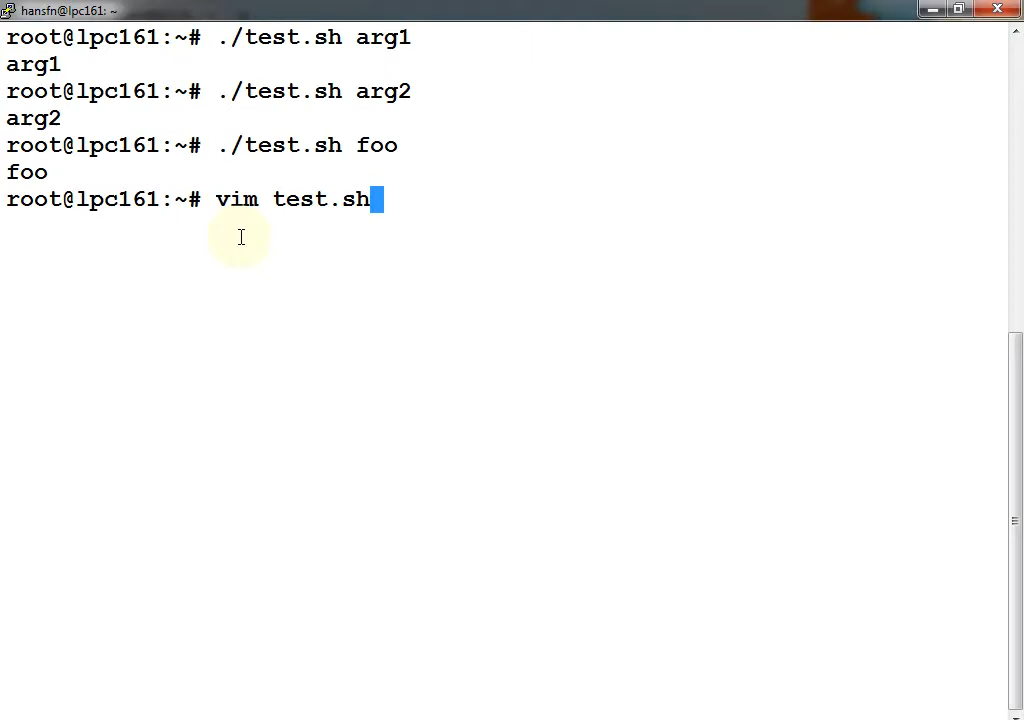 hansfn@lpc161: ~
root@lpc161:~# ./test.sh arg1
arg1
root@lpc161:~# ./test.sh arg2
arg2
root@lpc161:~# ./test.sh foo
foo
root@lpc161:~# vim test.sh